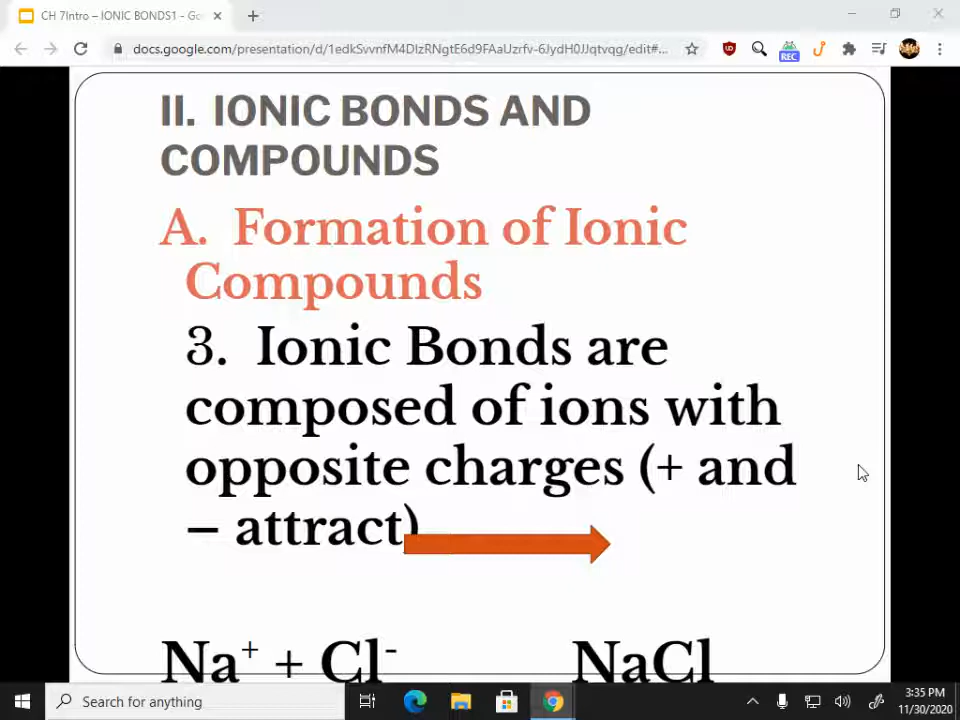 CH 7Intro – IONIC BONDS1 - Go
docs.google.com/presentation/d/1edkSvvnfM4DIzRNgtE6d9FAaUzrfv-6JydH0JJqtvqg/edit#...
REC
II. IONIC BONDS AND
COMPOUNDS
A. Formation of Ionic
Compounds
3. Ionic Bonds are
composed of ions with
opposite charges (+ and
– attract)
Na⁺ + Cl⁻ NaCl
Search for anything
3:35 PM
11/30/2020